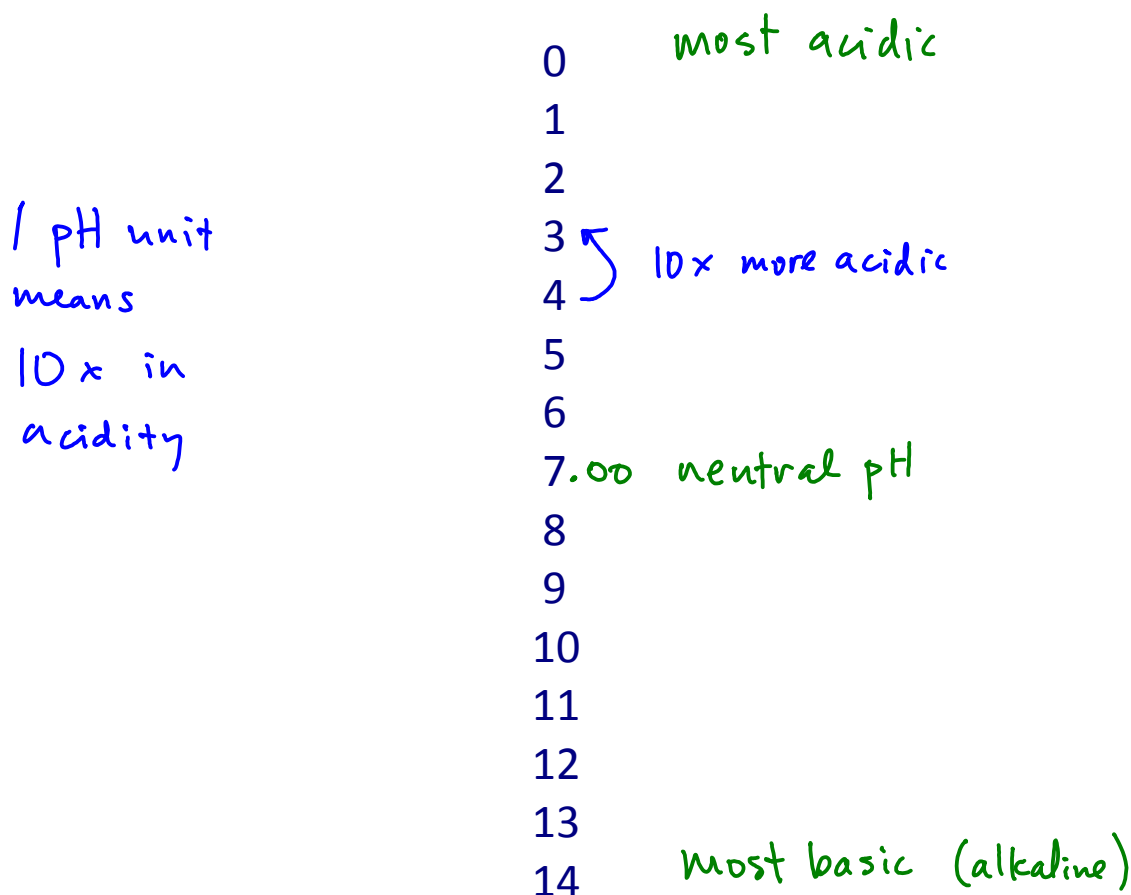 0 most acidic
1
2
1 pH unit
3
10x more acidic
means
4
10x in
5
acidity
6
7.00 neutral pH
8
9
10
11
12
13
most basic (alkaline)
14